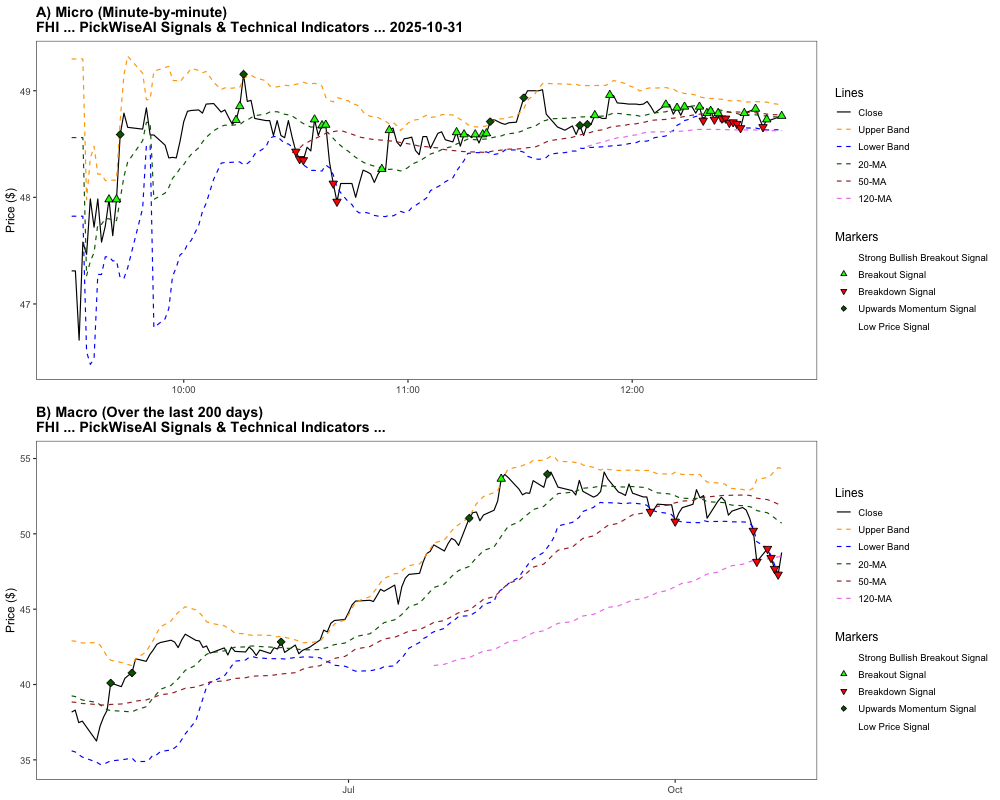 A) Micro (Minute-by-minute)
FHI ... PickWiseAI Signals & Technical Indicators ... 2025-10-31
Price ($)
49
48
47
10:00
11:00
12:00
Lines
Close
Upper Band
Lower Band
20-MA
50-MA
120-MA
Markers
Strong Bullish Breakout Signal
Breakout Signal
Breakdown Signal
Upwards Momentum Signal
Low Price Signal
B) Macro (Over the last 200 days)
FHI ... PickWiseAI Signals & Technical Indicators ...
Price ($)
55
50
45
40
35
Jul
Oct
Lines
Close
Upper Band
Lower Band
20-MA
50-MA
120-MA
Markers
Strong Bullish Breakout Signal
Breakout Signal
Breakdown Signal
Upwards Momentum Signal
Low Price Signal